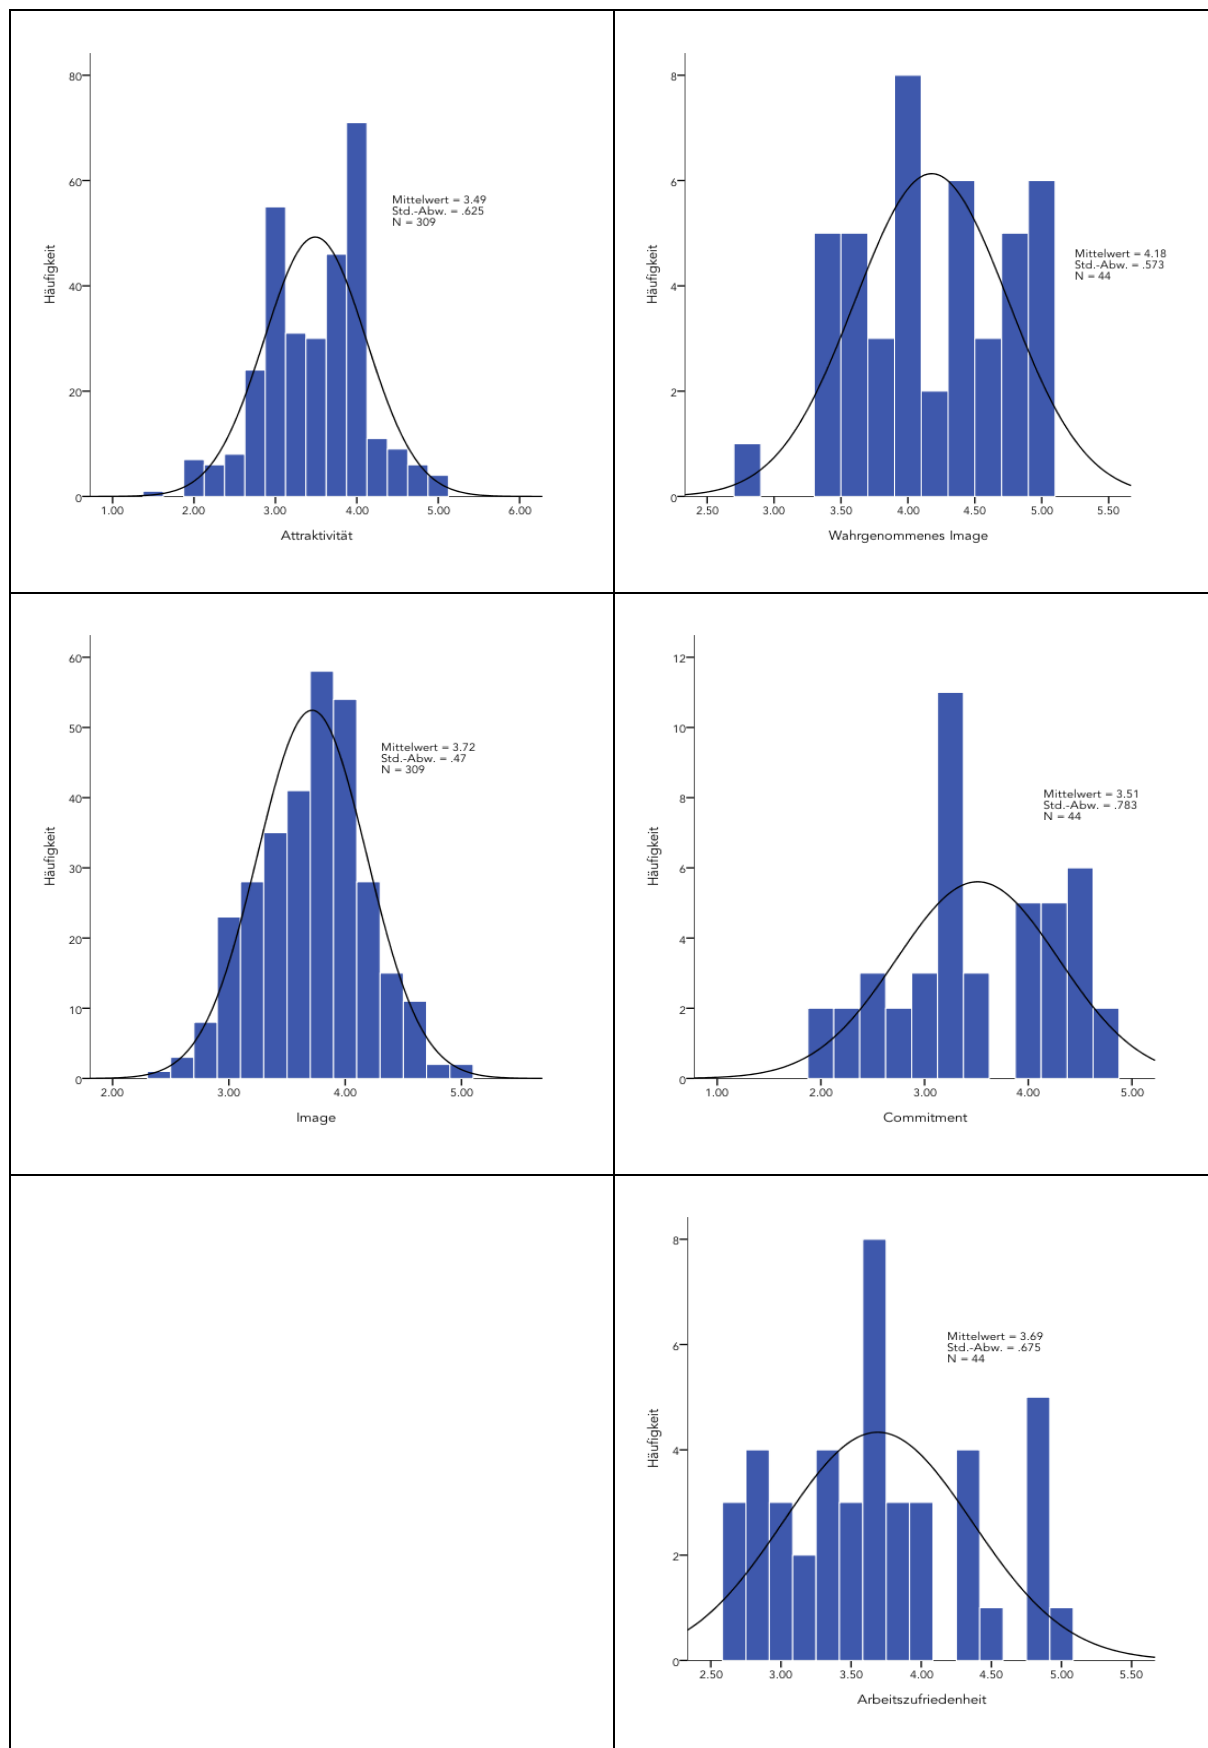 80
60
40
20
0
Häufigkeit
Mittelwert = 3.49
Std.-Abw. = .625
N = 309
1.00 2.00 3.00 4.00 5.00 6.00
Attraktivität
8
6
4
2
0
Häufigkeit
Mittelwert = 4.18
Std.-Abw. = .573
N = 44
2.50 3.00 3.50 4.00 4.50 5.00 5.50
Wahrgenommenes Image
60
50
40
30
20
10
0
Häufigkeit
Mittelwert = 3.72
Std.-Abw. = .47
N = 309
2.00 3.00 4.00 5.00
Image
12
10
8
6
4
2
0
Häufigkeit
Mittelwert = 3.51
Std.-Abw. = .783
N = 44
1.00 2.00 3.00 4.00 5.00
Commitment
8
6
4
2
0
Häufigkeit
Mittelwert = 3.69
Std.-Abw. = .675
N = 44
2.50 3.00 3.50 4.00 4.50 5.00 5.50
Arbeitszufriedenheit